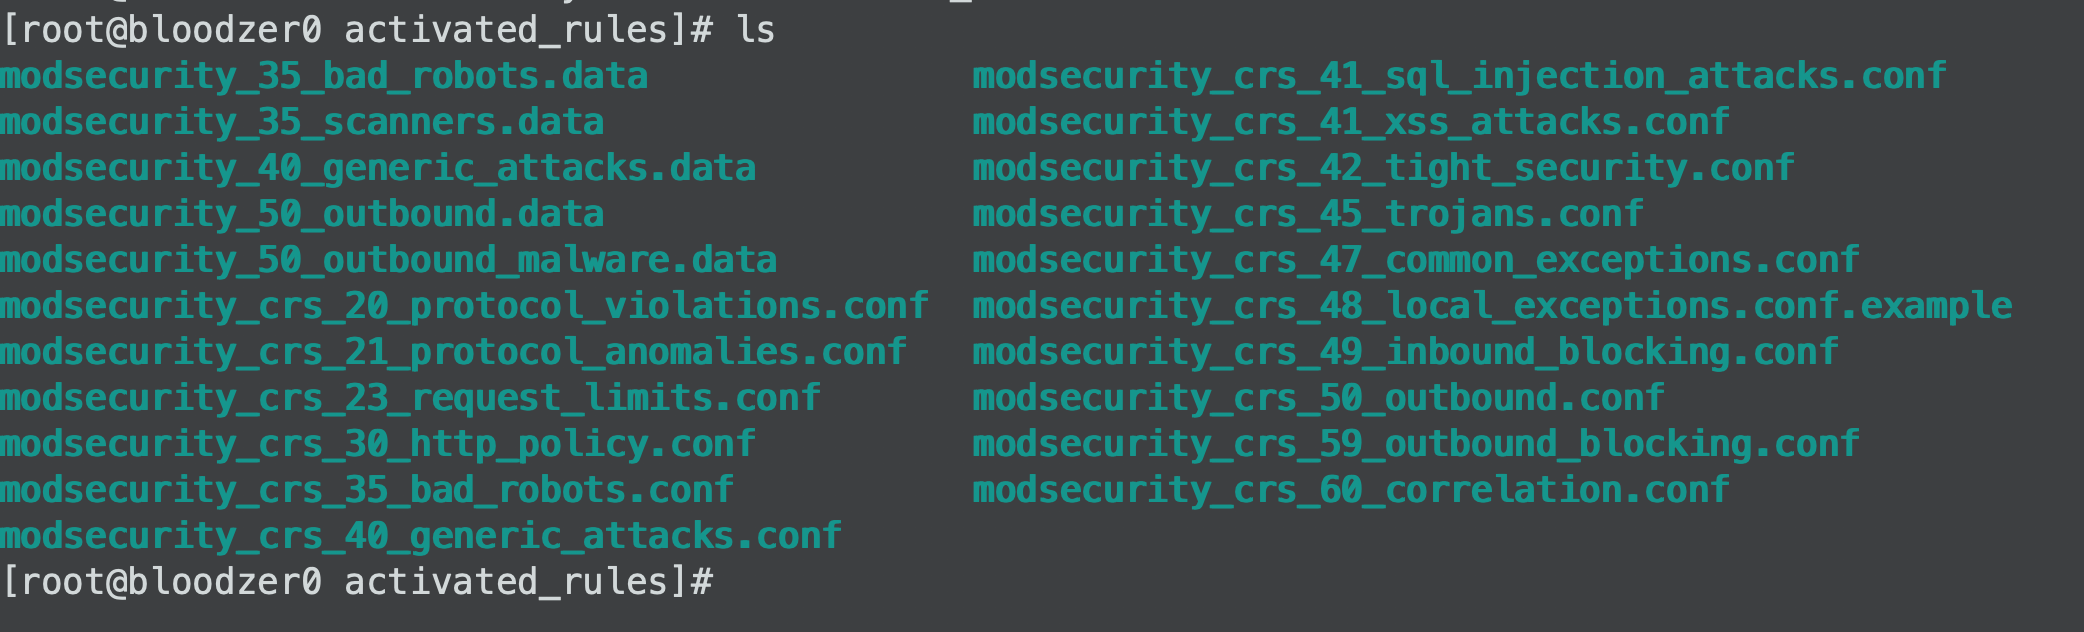 [root@bloodzer0 activated_rules]# ls
modsecurity_35_bad_robots.data modsecurity_crs_41_sql_injection_attacks.conf
modsecurity_35_scanners.data modsecurity_crs_41_xss_attacks.conf
modsecurity_40_generic_attacks.data modsecurity_crs_42_tight_security.conf
modsecurity_50_outbound.data modsecurity_crs_45_trojans.conf
modsecurity_50_outbound_malware.data modsecurity_crs_47_common_exceptions.conf
modsecurity_crs_20_protocol_violations.conf modsecurity_crs_48_local_exceptions.conf.example
modsecurity_crs_21_protocol_anomalies.conf modsecurity_crs_49_inbound_blocking.conf
modsecurity_crs_23_request_limits.conf modsecurity_crs_50_outbound.conf
modsecurity_crs_30_http_policy.conf modsecurity_crs_59_outbound_blocking.conf
modsecurity_crs_35_bad_robots.conf modsecurity_crs_60_correlation.conf
modsecurity_crs_40_generic_attacks.conf
[root@bloodzer0 activated_rules]#